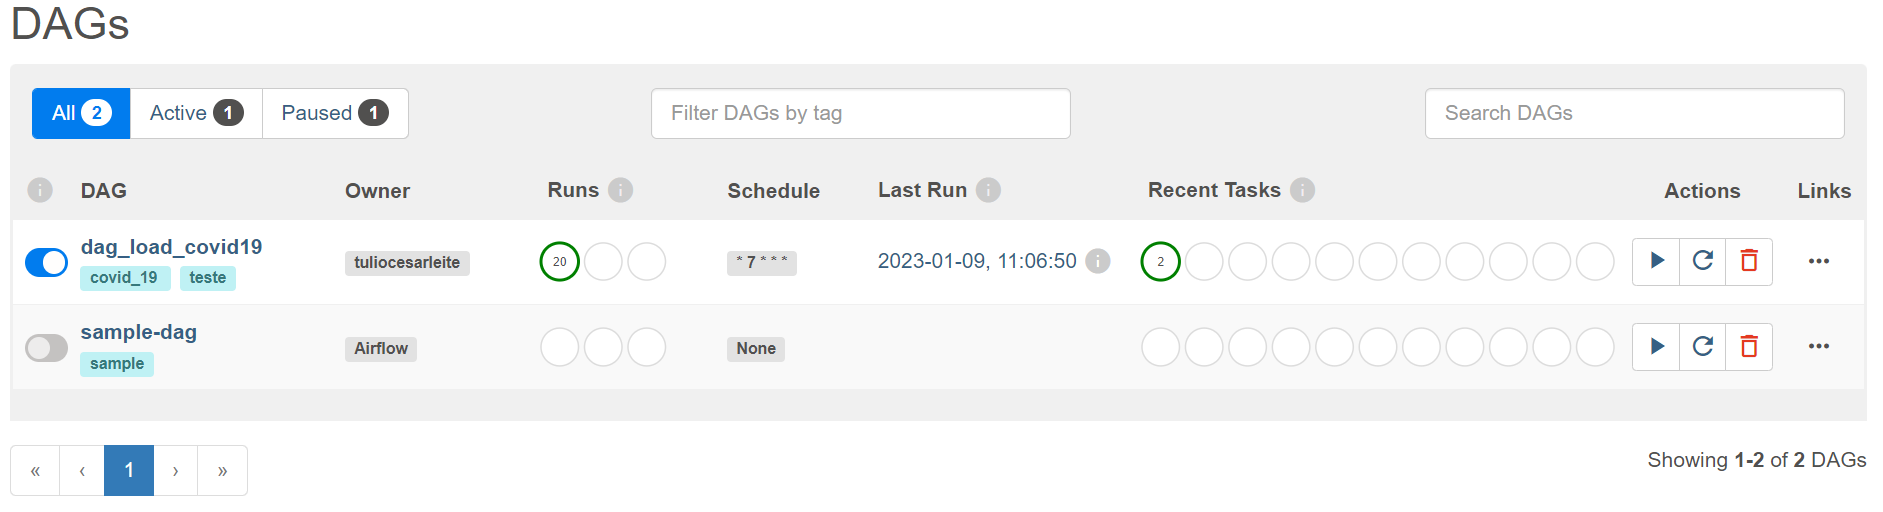 DAGs
All 2 Active 1 Paused 1 Filter DAGs by tag Search DAGs
DAG Owner Runs Schedule Last Run Recent Tasks Actions Links
dag_load_covid19
covid_19 teste tuliocesarleite 20 * 7 * * * 2023-01-09, 11:06:50 2 ...
sample-dag
sample Airflow None ...
« ‹ 1 › » Showing 1-2 of 2 DAGs